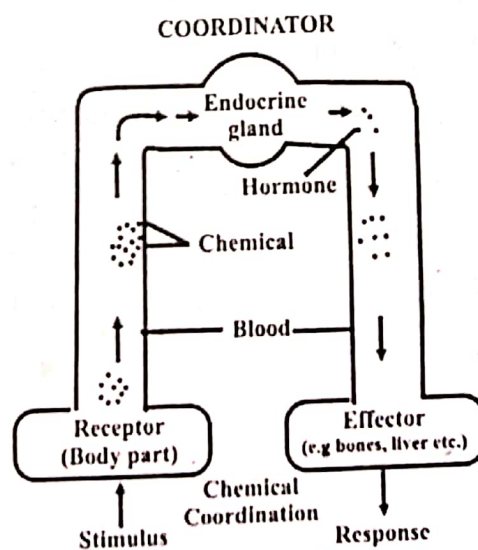 COORDINATOR
Endocrine
gland
Hormone
Chemical
Blood
Receptor
(Body part)
Effector
(e.g bones, liver etc.)
Chemical
Coordination
Stimulus
Response